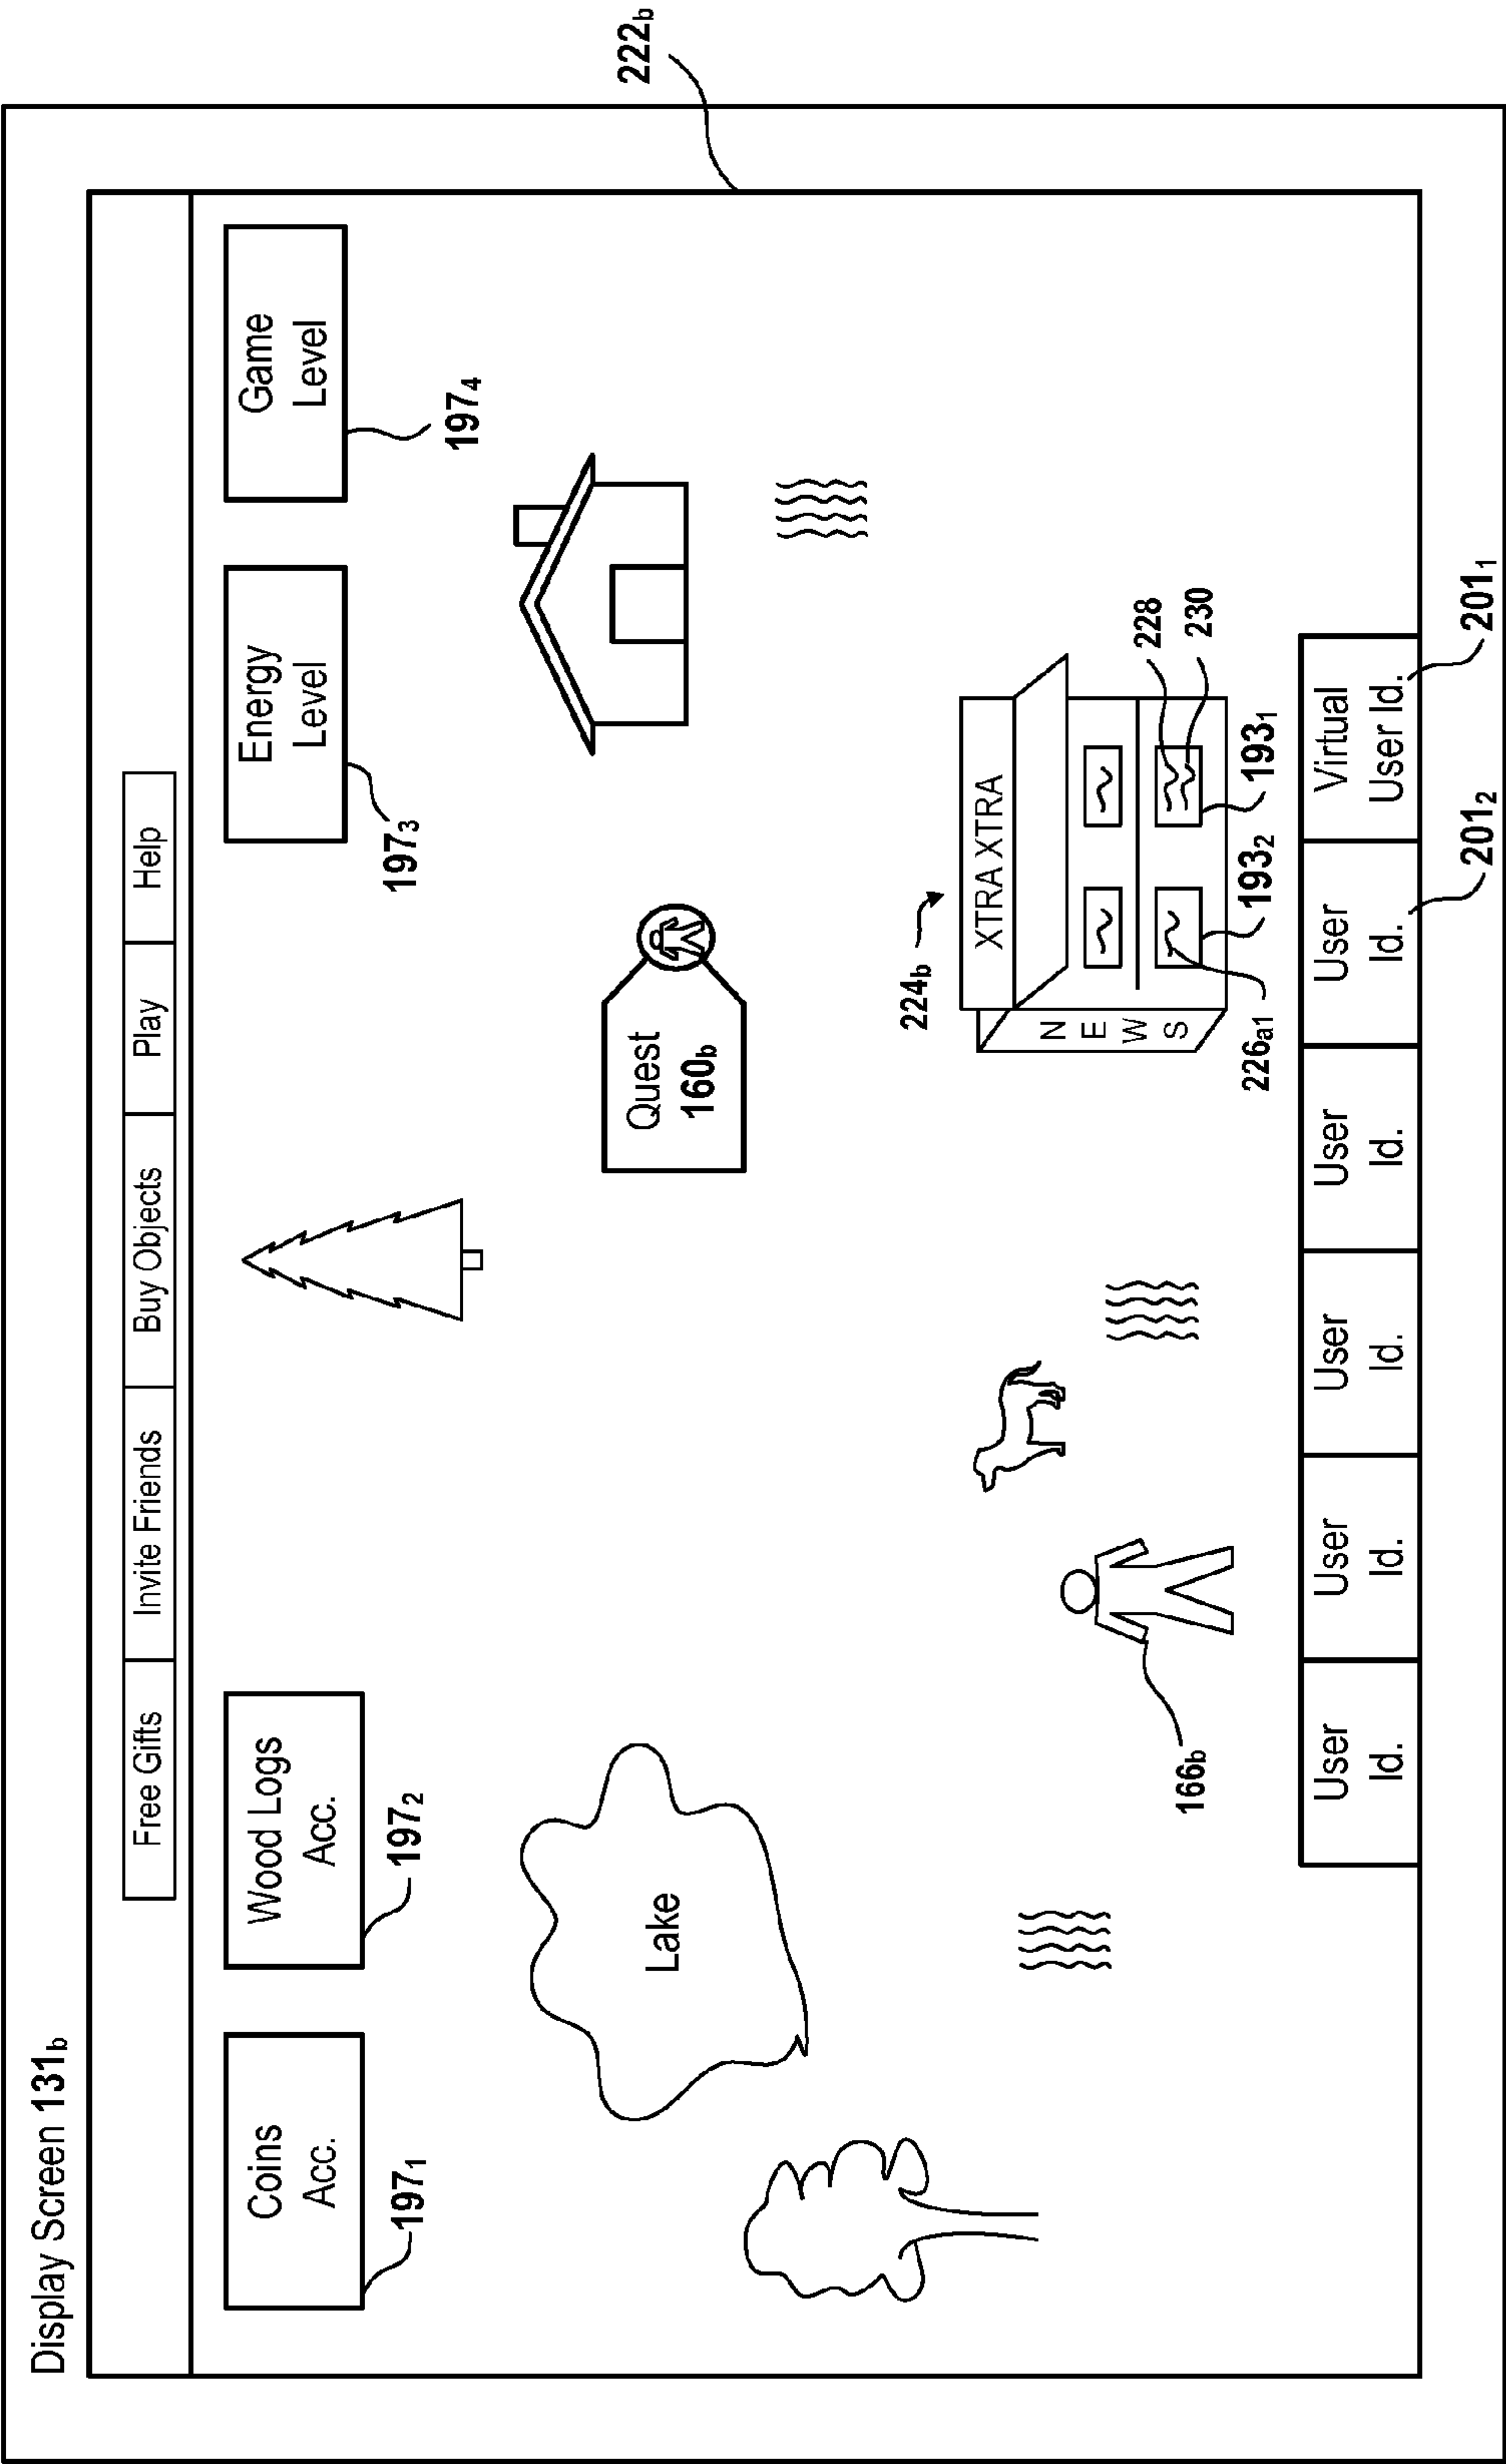 Display Screen 131b
222b
Free Gifts
Invite Friends
Buy Objects
Play
Help
Coins
Acc.
197₁
Wood Logs
Acc.
197₂
Energy
Level
197₃
Game
Level
197₄
Lake
Quest
160b
224b
XTRA XTRA
N
E
W
S
228
230
193₁
193₂
226a1
166b
User
Id.
User
Id.
User
Id.
User
Id.
User
Id.
Virtual
User Id.
201₂
201₁